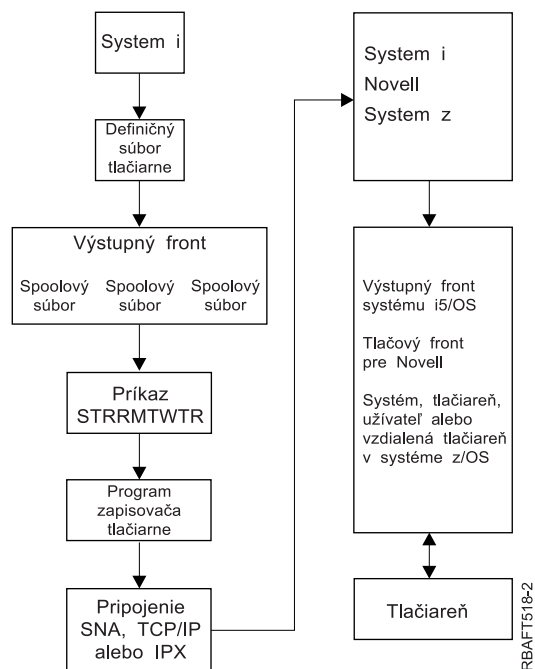 System i
Definičný
súbor
tlačiarne
Výstupný front
Spoolový Spoolový Spoolový
súbor súbor súbor
Príkaz
STRRMTWTR
Program
zapisovača
tlačiarne
Pripojenie
SNA, TCP/IP
alebo IPX
System i
Novell
System z
Výstupný front
systému i5/OS
Tlačový front
pre Novell
Systém, tlačiareň,
užívateľ alebo
vzdialená tlačiareň
v systéme z/OS
Tlačiareň
RBAFT518-2